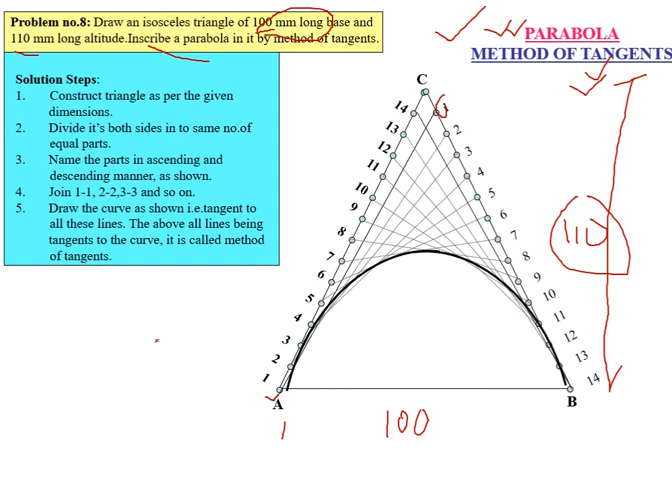 Problem no.8: Draw an isosceles triangle of 100 mm long base and
110 mm long altitude.Inscribe a parabola in it by method of tangents.
PARABOLA
METHOD OF TANGENTS
Solution Steps:
1. Construct triangle as per the given
dimensions.
2. Divide it's both sides in to same no.of
equal parts.
3. Name the parts in ascending and
descending manner, as shown.
4. Join 1-1, 2-2,3-3 and so on.
5. Draw the curve as shown i.e.tangent to
all these lines. The above all lines being
tangents to the curve, it is called method
of tangents.
C
14
13
12
11
10
9
8
7
6
5
4
3
2
1
1
2
3
4
5
6
7
8
9
10
11
12
13
14
A
B
110
1
100